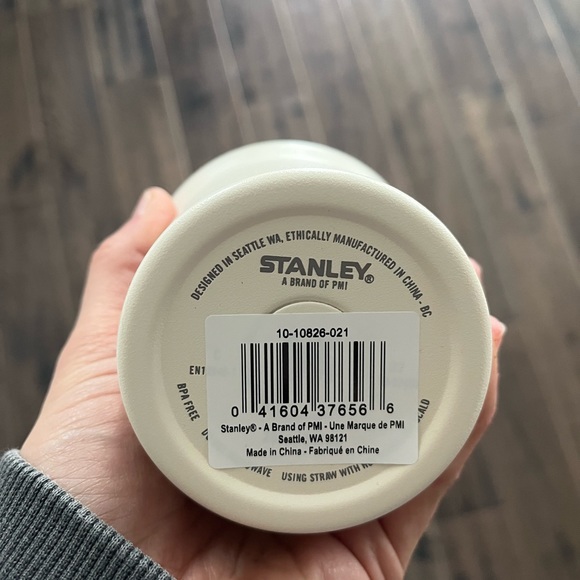 DESIGNED IN SEATTLE WA, ETHICALLY MANUFACTURED IN CHINA - BC
STANLEY®
A BRAND OF PMI
10-10826-021
0 41604 37656 6
Stanley® - A Brand of PMI - Une Marque de PMI
Seattle, WA 98121
Made in China - Fabriqué en Chine
BPA FREE
USING STRAW WITH